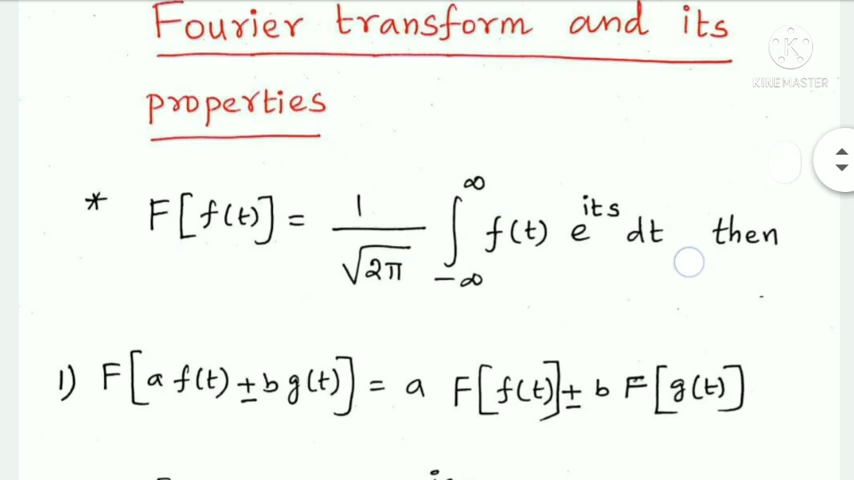 Fourier transform and its
KINEMASTER
properties
* F[f(t)] = 1/√2π ∫_{-∞}^{∞} f(t) e^{its} dt then
1) F[a f(t) ± b g(t)] = a F[f(t)] ± b F[g(t)]